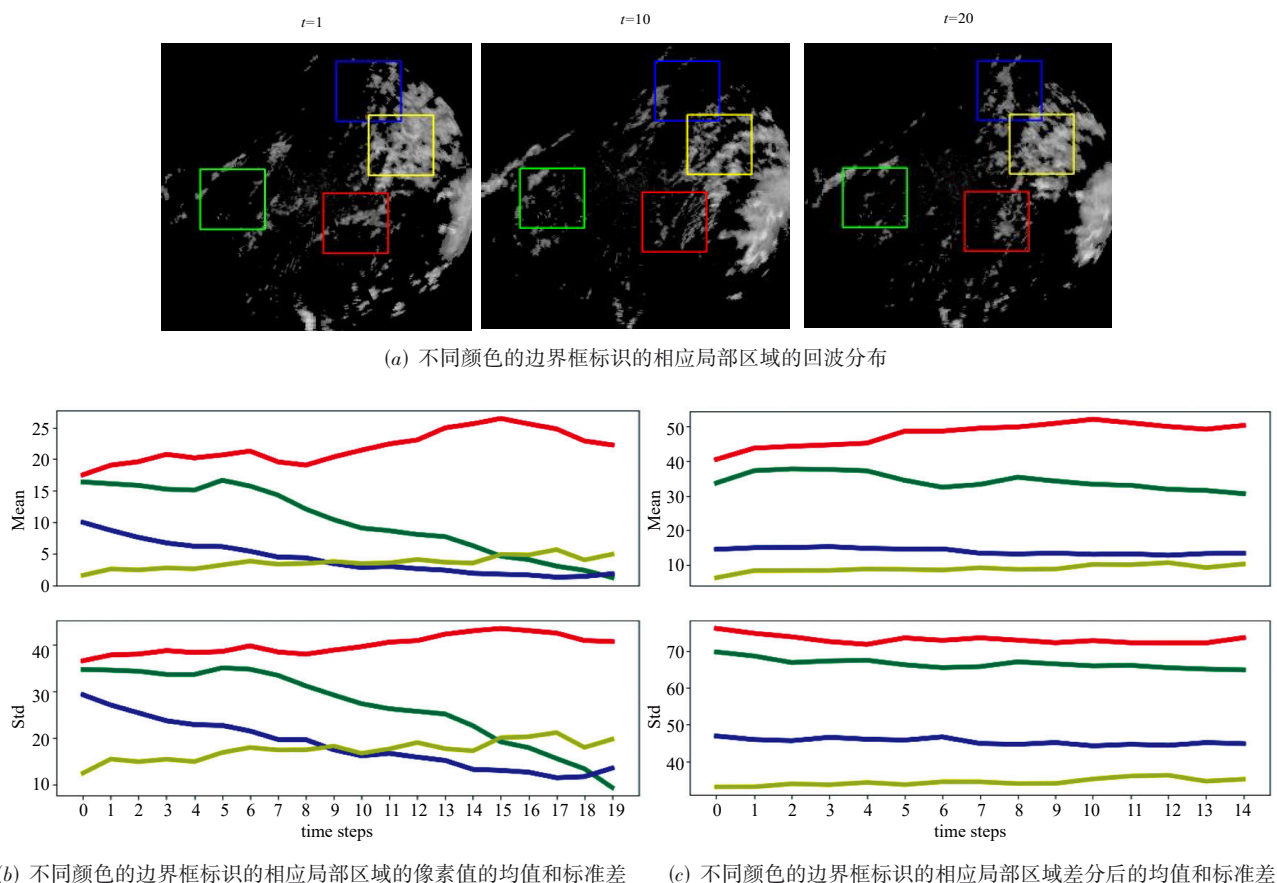 t=1
t=10
t=20
(a) 不同颜色的边界框标识的相应局部区域的回波分布
25
20
15
10
5
0
Mean
40
30
20
10
Std
0 1 2 3 4 5 6 7 8 9 10 11 12 13 14 15 16 17 18 19
time steps
50
40
30
20
10
Mean
70
60
50
40
Std
0 1 2 3 4 5 6 7 8 9 10 11 12 13 14
time steps
b) 不同颜色的边界框标识的相应局部区域的像素值的均值和标准差
(c) 不同颜色的边界框标识的相应局部区域差分后的均值和标准差